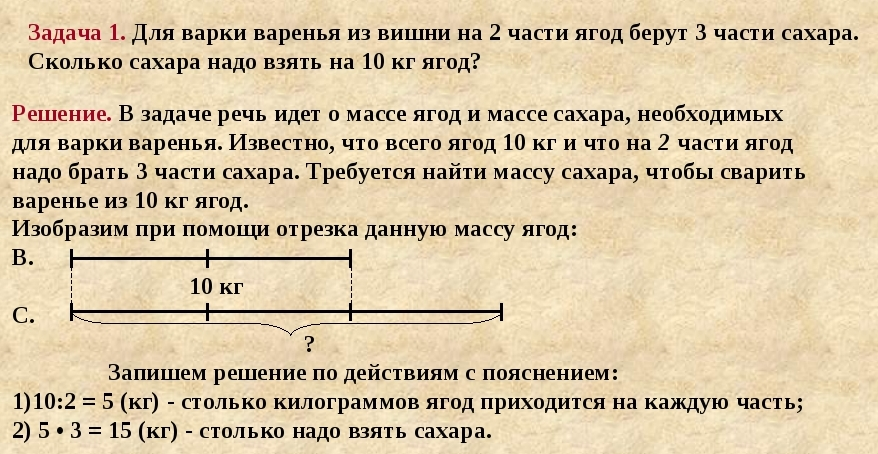 Задача 1. Для варки варенья из вишни на 2 части ягод берут 3 части сахара.
Сколько сахара надо взять на 10 кг ягод?
Решение. В задаче речь идет о массе ягод и массе сахара, необходимых
для варки варенья. Известно, что всего ягод 10 кг и что на 2 части ягод
надо брать 3 части сахара. Требуется найти массу сахара, чтобы сварить
варенье из 10 кг ягод.
Изобразим при помощи отрезка данную массу ягод:
В.
10 кг
С.
?
Запишем решение по действиям с пояснением:
1)10:2 = 5 (кг) - столько килограммов ягод приходится на каждую часть;
2) 5 • 3 = 15 (кг) - столько надо взять сахара.